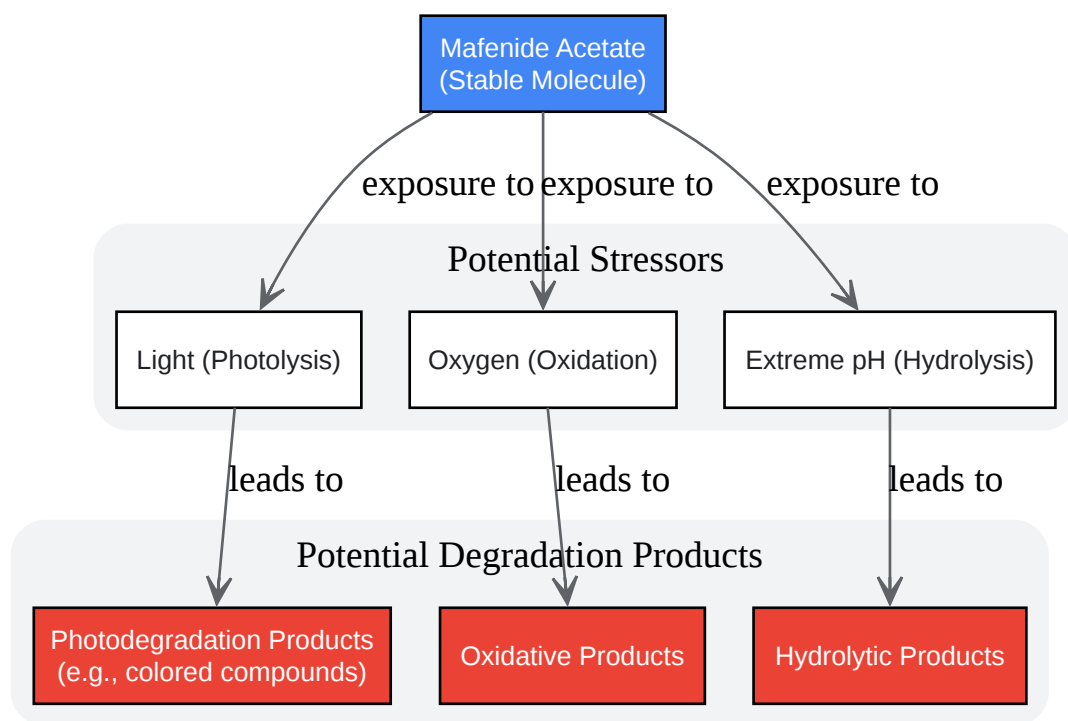 Mafenide Acetate
(Stable Molecule)
exposure to exposure to exposure to
Potential Stressors
Light (Photolysis) Oxygen (Oxidation) Extreme pH (Hydrolysis)
leads to leads to leads to
Potential Degradation Products
Photodegradation Products
(e.g., colored compounds)
Oxidative Products
Hydrolytic Products